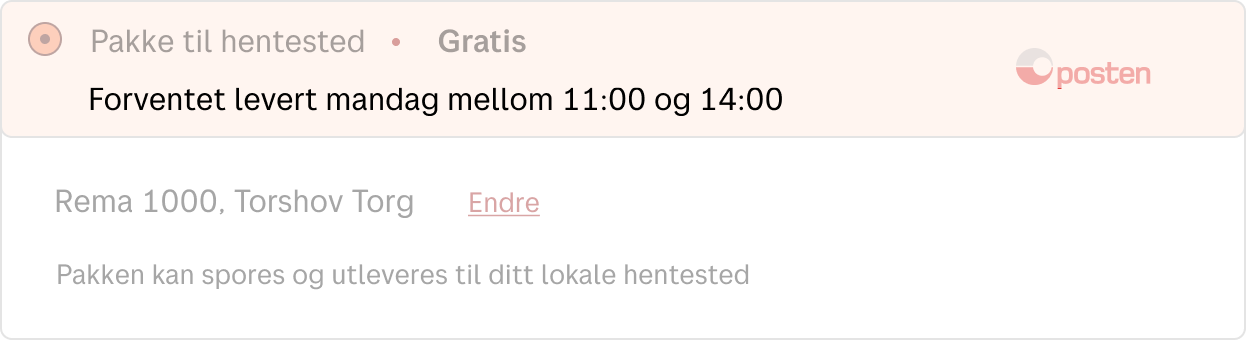 Pakke til hentested • Gratis
posten
Forventet levert mandag mellom 11:00 og 14:00
Rema 1000, Torshov Torg Endre
Pakken kan spores og utleveres til ditt lokale hentested